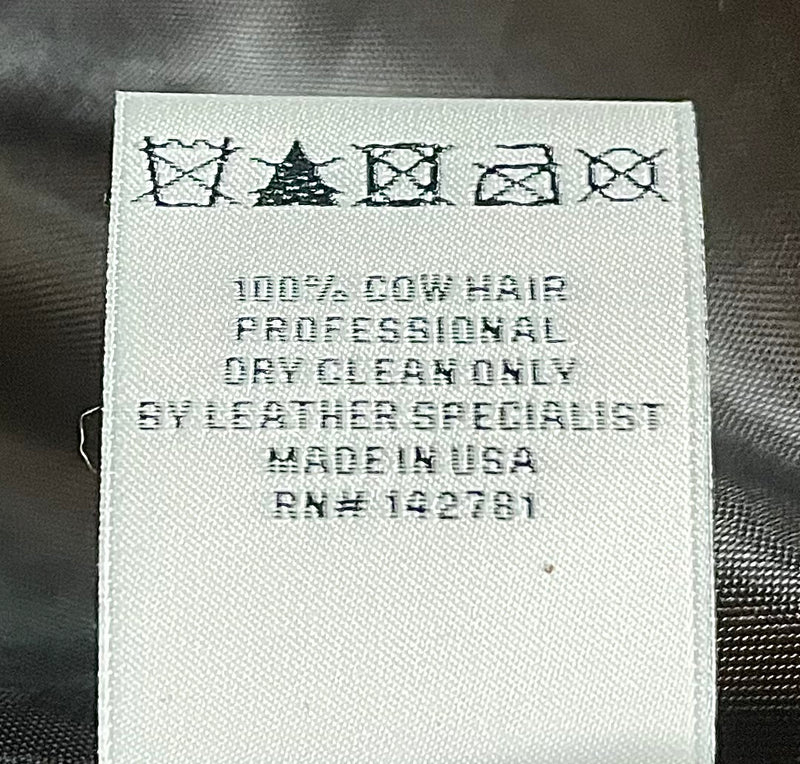 100% COW HAIR
PROFESSIONAL
DRY CLEAN ONLY
BY LEATHER SPECIALIST
MADE IN USA
RN# 142781